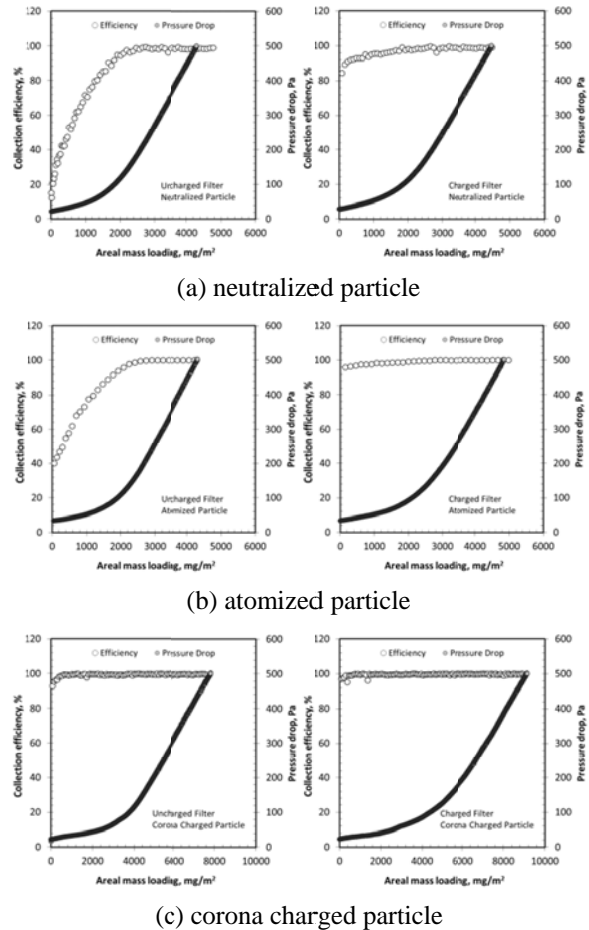 ○ Efficiency ● Pressure Drop
120
100
80
60
40
20
0
Collection efficiency, %
600
500
400
300
200
100
0
Pressure drop, Pa
Uncharged Filter
Neutralized Particle
0 1000 2000 3000 4000 5000 6000
Areal mass loading, mg/m²
○ Efficiency ● Pressure Drop
120
100
80
60
40
20
0
Collection efficiency, %
600
500
400
300
200
100
0
Pressure drop, Pa
Charged Filter
Neutralized Particle
0 1000 2000 3000 4000 5000 6000
Areal mass loading, mg/m²
(a) neutralized particle
○ Efficiency ● Pressure Drop
120
100
80
60
40
20
0
Collection efficiency, %
600
500
400
300
200
100
0
Pressure drop, Pa
Uncharged Filter
Atomized Particle
0 1000 2000 3000 4000 5000 6000
Areal mass loading, mg/m²
○ Efficiency ● Pressure Drop
120
100
80
60
40
20
0
Collection efficiency, %
600
500
400
300
200
100
0
Pressure drop, Pa
Charged Filter
Atomized Particle
0 1000 2000 3000 4000 5000 6000
Areal mass loading, mg/m²
(b) atomized particle
○ Efficiency ● Pressure Drop
120
100
80
60
40
20
0
Collection efficiency, %
600
500
400
300
200
100
0
Pressure drop, Pa
Uncharged Filter
Corona Charged Particle
0 2000 4000 6000 8000 10000
Areal mass loading, mg/m²
○ Efficiency ● Pressure Drop
120
100
80
60
40
20
0
Collection efficiency, %
600
500
400
300
200
100
0
Pressure drop, Pa
Charged Filter
Corona Charged Particle
0 2000 4000 6000 8000 10000
Areal mass loading, mg/m²
(c) corona charged particle